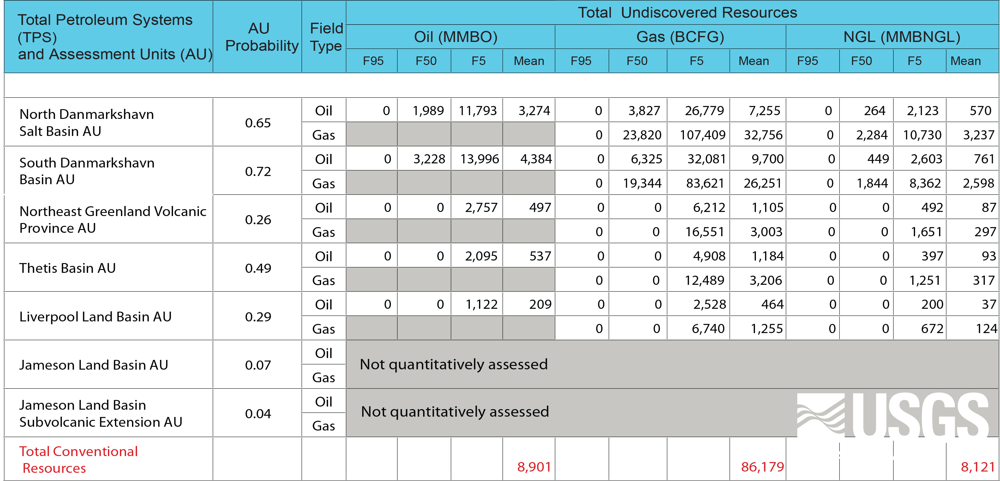 Total Petroleum Systems
(TPS)
and Assessment Units (AU)
AU
Probability
Field
Type
Total Undiscovered Resources
Oil (MMBO)
Gas (BCFG)
NGL (MMBNGL)
F95 F50 F5 Mean F95 F50 F5 Mean F95 F50 F5 Mean
North Danmarkshavn
Salt Basin AU
0.65
Oil 0 1,989 11,793 3,274 0 3,827 26,779 7,255 0 264 2,123 570
Gas 0 23,820 107,409 32,756 0 2,284 10,730 3,237
South Danmarkshavn
Basin AU
0.72
Oil 0 3,228 13,996 4,384 0 6,325 32,081 9,700 0 449 2,603 761
Gas 0 19,344 83,621 26,251 0 1,844 8,362 2,598
Northeast Greenland Volcanic
Province AU
0.26
Oil 0 0 2,757 497 0 0 6,212 1,105 0 0 492 87
Gas 0 0 16,551 3,003 0 0 1,651 297
Thetis Basin AU
0.49
Oil 0 0 2,095 537 0 0 4,908 1,184 0 0 397 93
Gas 0 0 12,489 3,206 0 0 1,251 317
Liverpool Land Basin AU
0.29
Oil 0 0 1,122 209 0 0 2,528 464 0 0 200 37
Gas 0 0 6,740 1,255 0 0 672 124
Jameson Land Basin AU
0.07
Oil
Gas
Not quantitatively assessed
Jameson Land Basin
Subvolcanic Extension AU
0.04
Oil
Gas
Not quantitatively assessed
USGS
Total Conventional
Resources
8,901 86,179 8,121